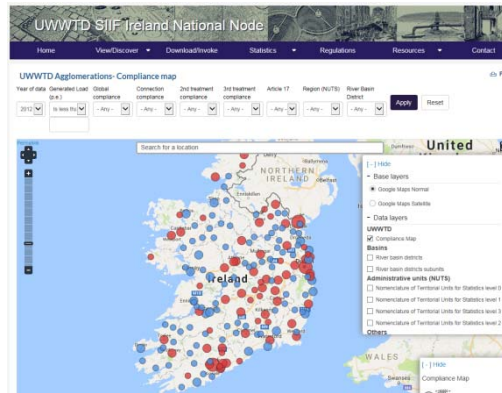 UWWTD SIIF Ireland National Node
Home View/Discover Download/Invoke Statistics Regulations Resources Contact
UWWTD Agglomerations- Compliance map
Year of data Generated Load (p.e.) Global compliance Connection compliance 2nd treatment compliance 3rd treatment compliance Article 17 Region (NUTS) River Basin District
2012 Is less th - Any - - Any - - Any - - Any - - Any - - Any - - Any - Apply Reset
Search for a location
United
NORTHERN
IRELAND
Ireland
WALES
Swansea
[ - ] Hide
- Base layers
Google Maps Normal
Google Maps Satellite
- Data layers
UWWTD
Compliance Map
Basins
River basin districts
River basin districts subunits
Administrative units (NUTS)
Nomenclature of Territorial Units for Statistics level 0
Nomenclature of Territorial Units for Statistics level 1
Nomenclature of Territorial Units for Statistics level 3
Nomenclature of Territorial Units for Statistics level 2
Others
[ - ] Hide
Compliance Map